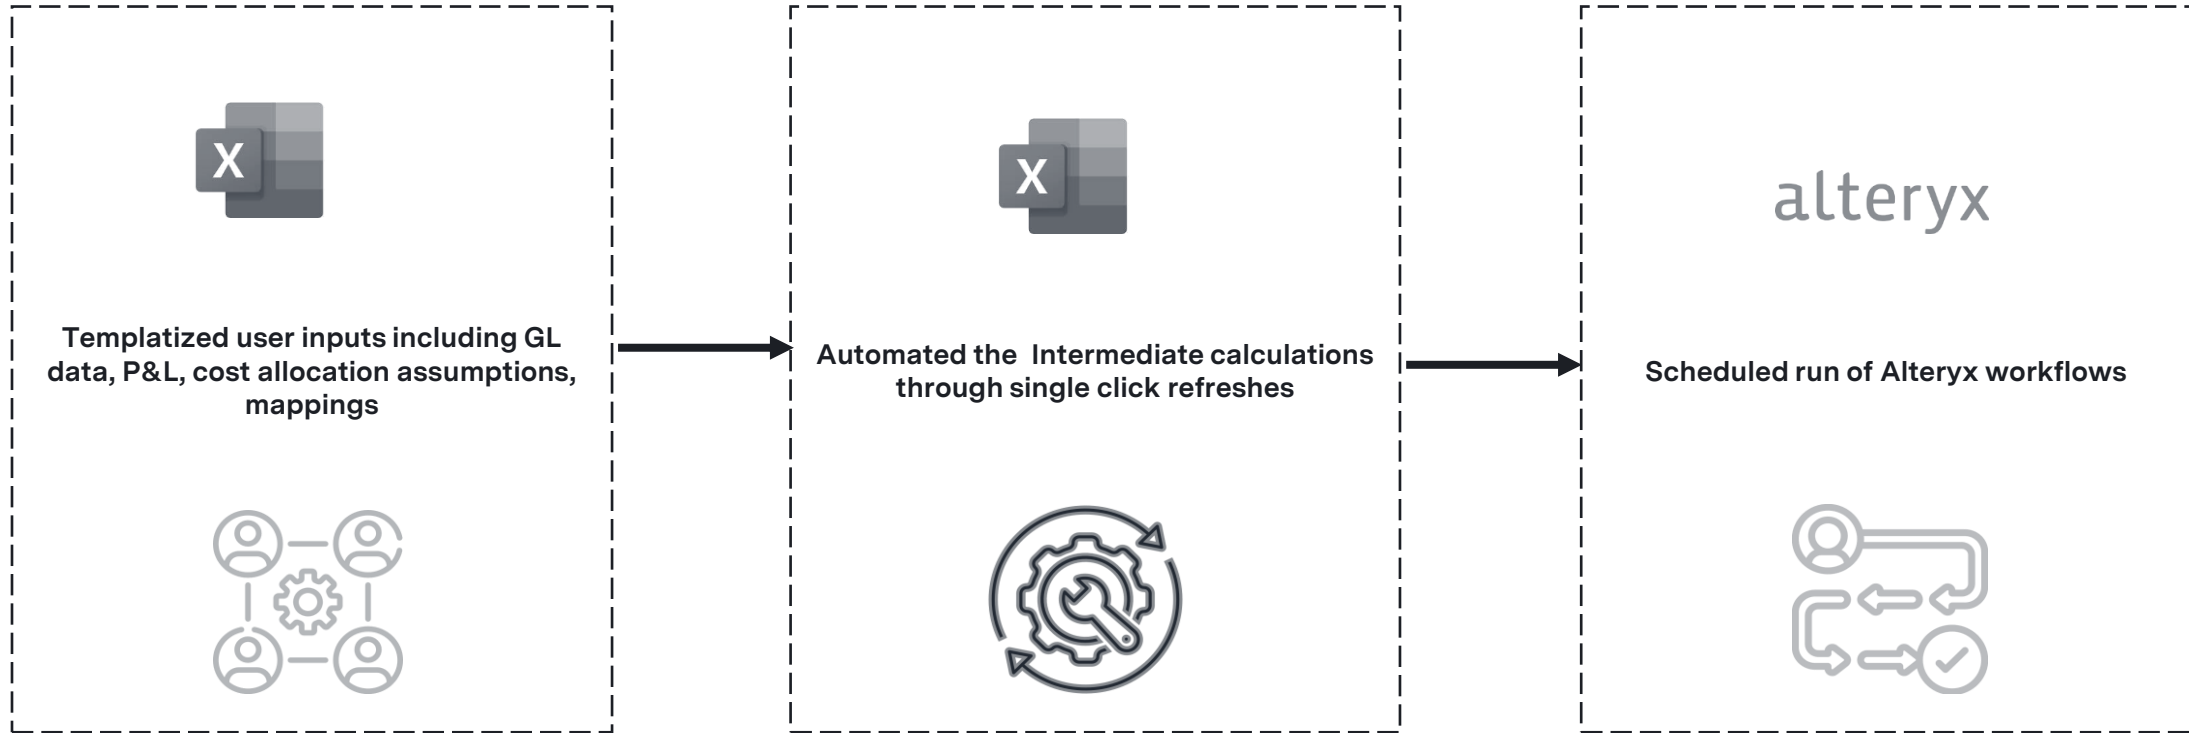 X
Templatized user inputs including GL
data, P&L, cost allocation assumptions,
mappings
X
Automated the  Intermediate calculations
through single click refreshes
alteryx
Scheduled run of Alteryx workflows